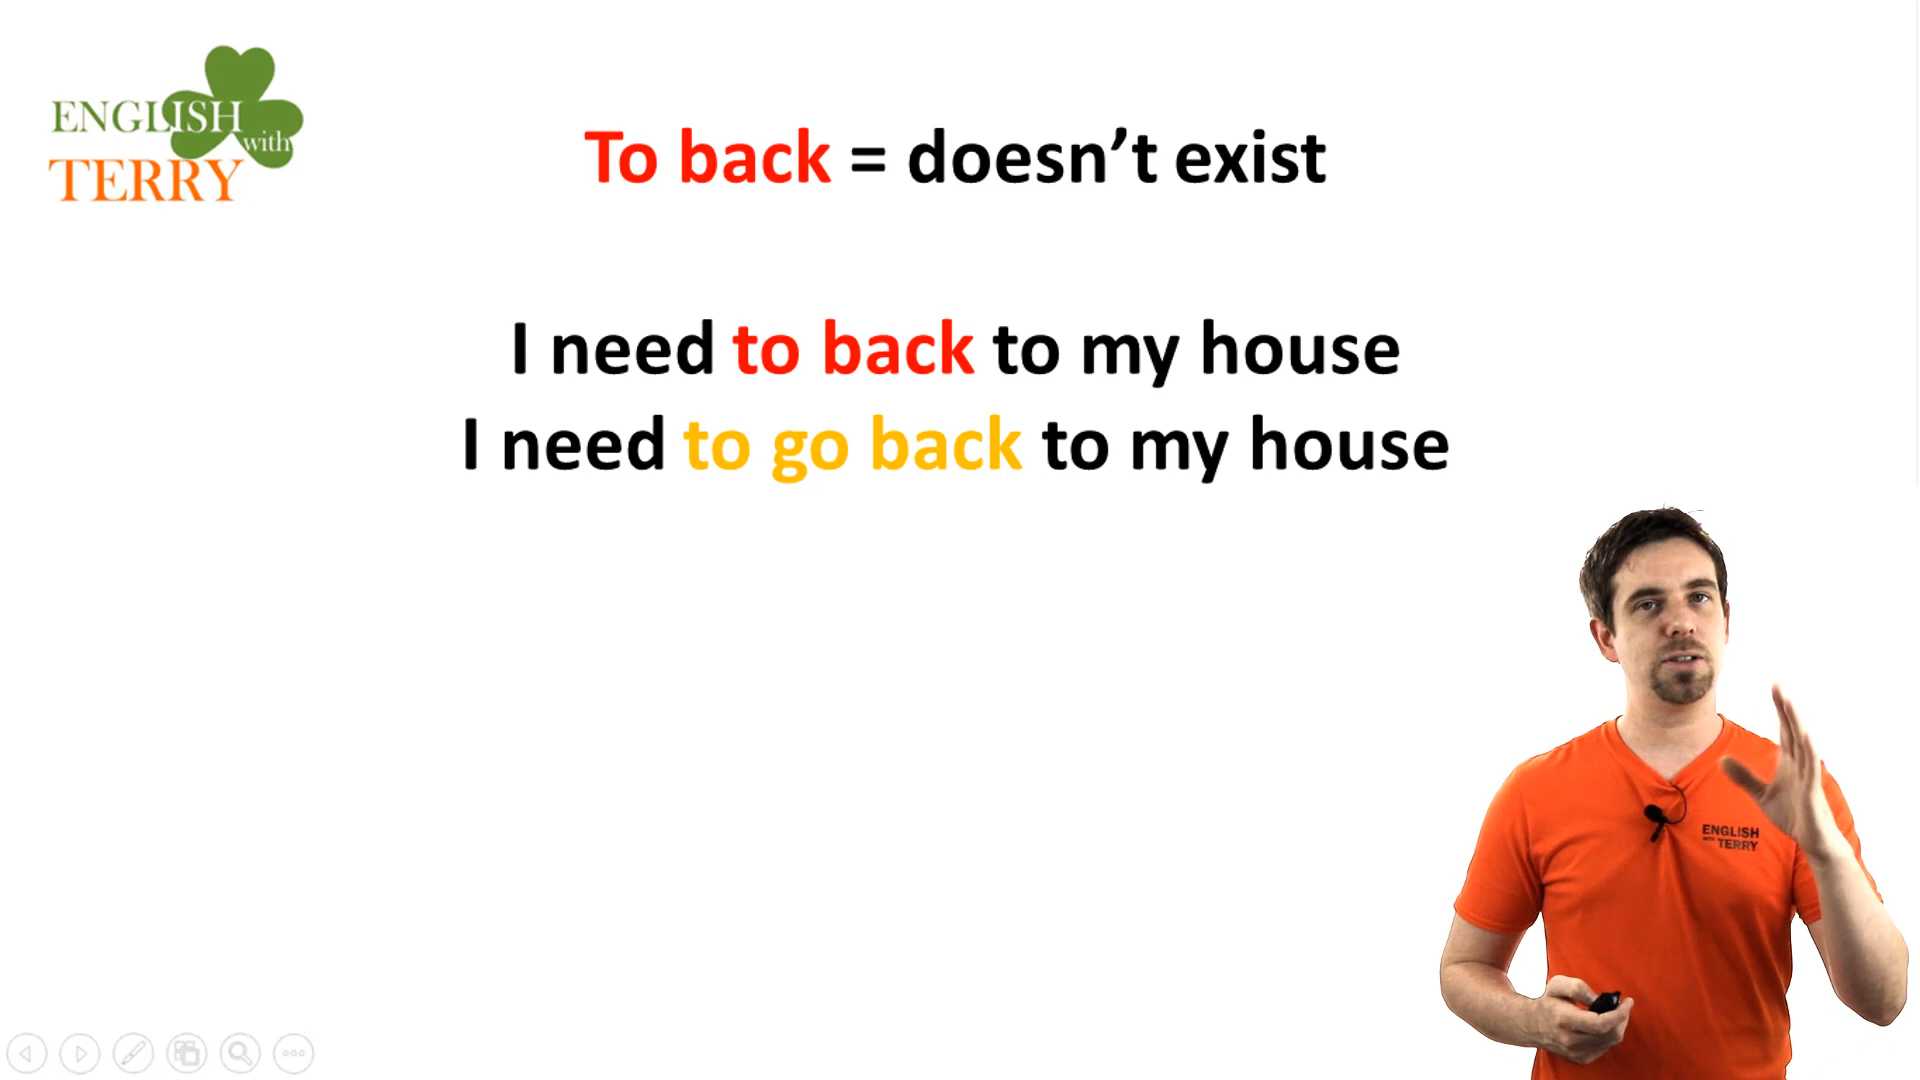 ENGLISH
with
TERRY
To back = doesn’t exist
I need to back to my house
I need to go back to my house
ENGLISH
WITH TERRY